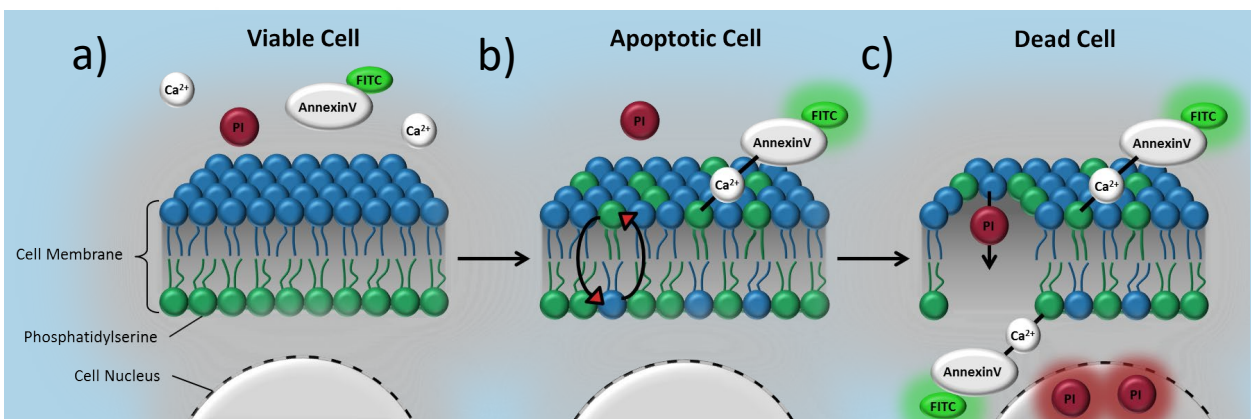 a)
Viable Cell
Ca²⁺
PI
AnnexinV
FITC
Ca²⁺
Cell Membrane
Phosphatidylserine
Cell Nucleus
b)
Apoptotic Cell
PI
AnnexinV
FITC
Ca²⁺
c)
Dead Cell
AnnexinV
FITC
Ca²⁺
PI
Ca²⁺
AnnexinV
FITC
PI
PI